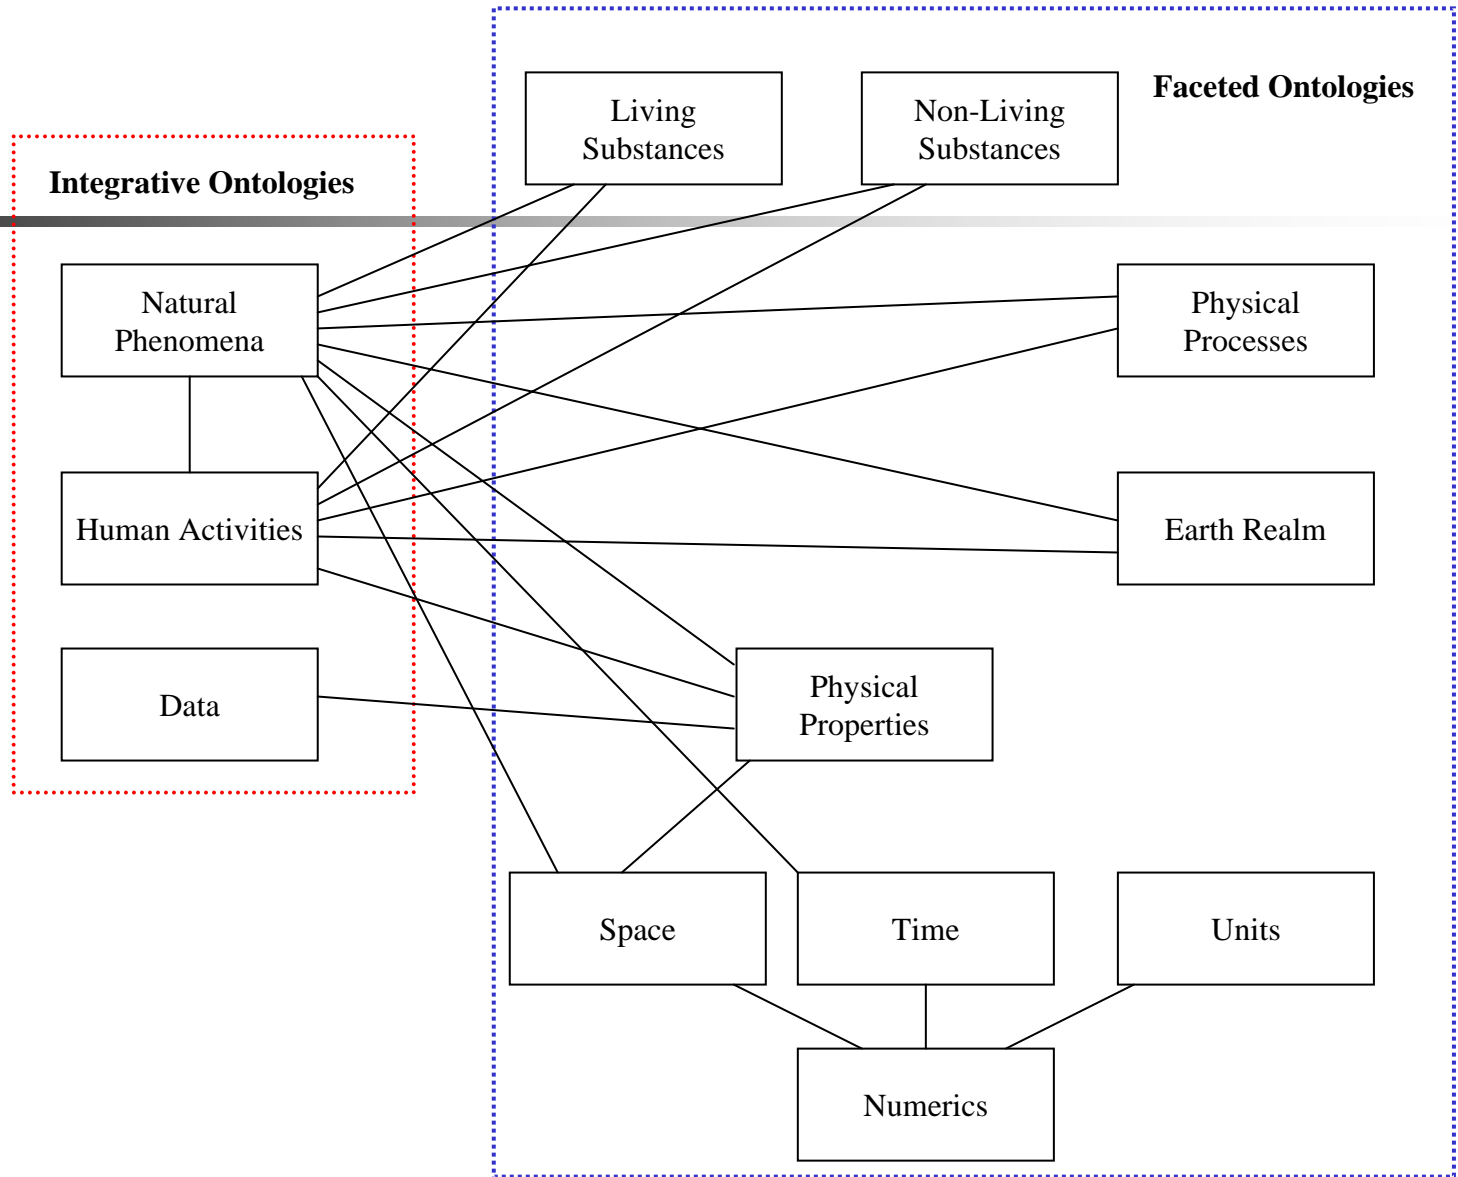 Faceted Ontologies
Living
Substances
Non-Living
Substances
Integrative Ontologies
Natural
Phenomena
Physical
Processes
Human Activities
Earth Realm
Data
Physical
Properties
Space
Time
Units
Numerics